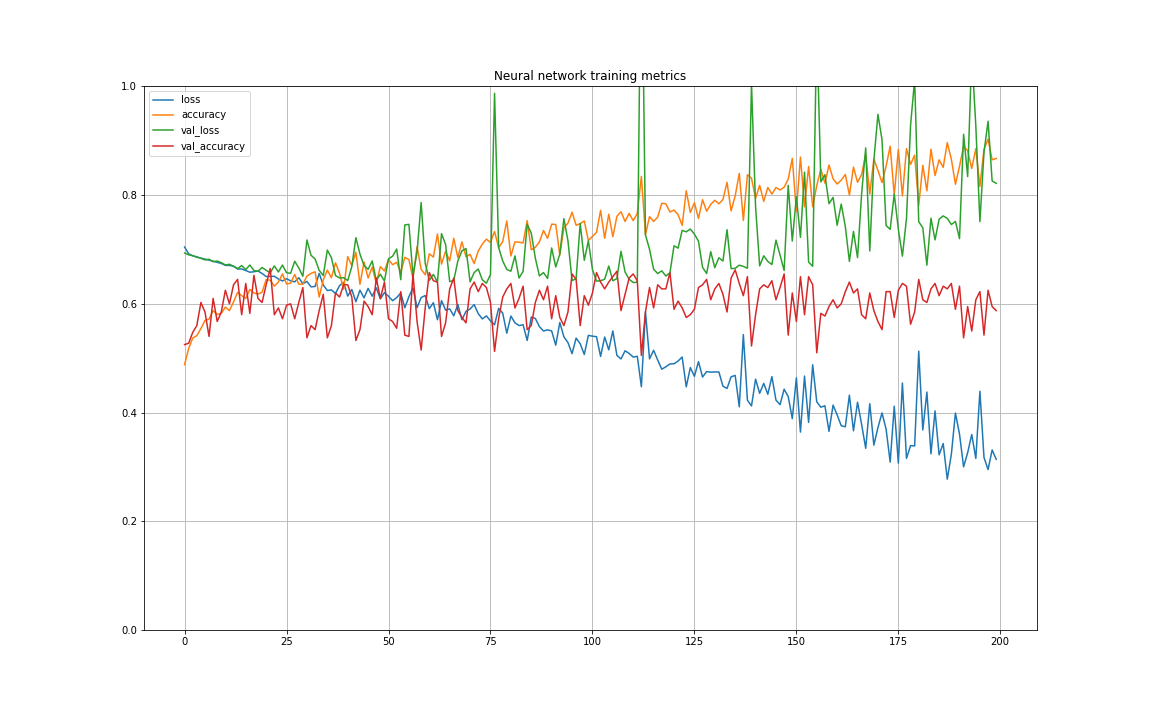 Neural network training metrics
1.0
loss
accuracy
val_loss
val_accuracy
0.8
0.6
0.4
0.2
0.0
0 25 50 75 100 125 150 175 200